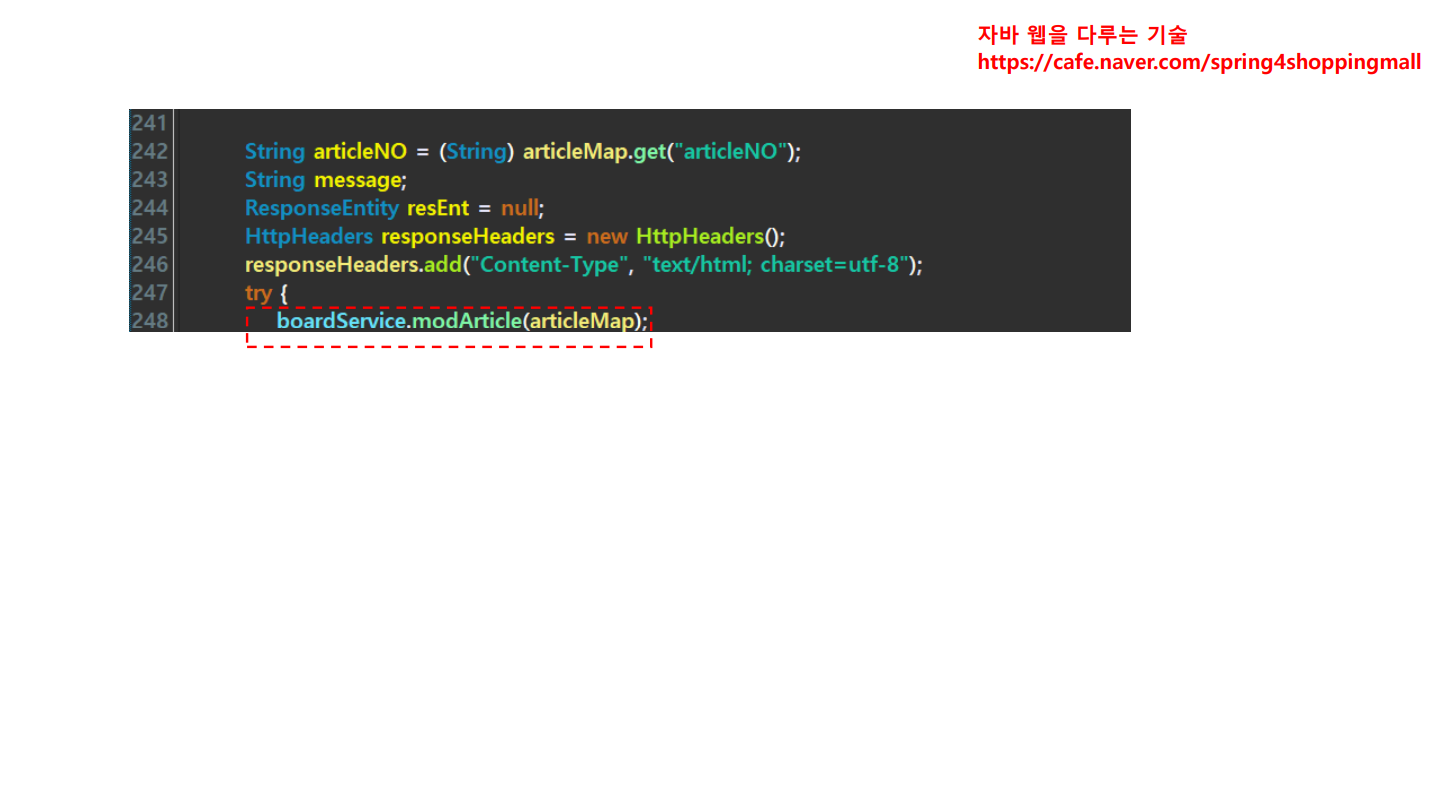 자바 웹을 다루는 기술
https://cafe.naver.com/spring4shoppingmall
241
242 String articleNO = (String) articleMap.get("articleNO");
243 String message;
244 ResponseEntity resEnt = null;
245 HttpHeaders responseHeaders = new HttpHeaders();
246 responseHeaders.add("Content-Type", "text/html; charset=utf-8");
247 try {
248 boardService.modArticle(articleMap);